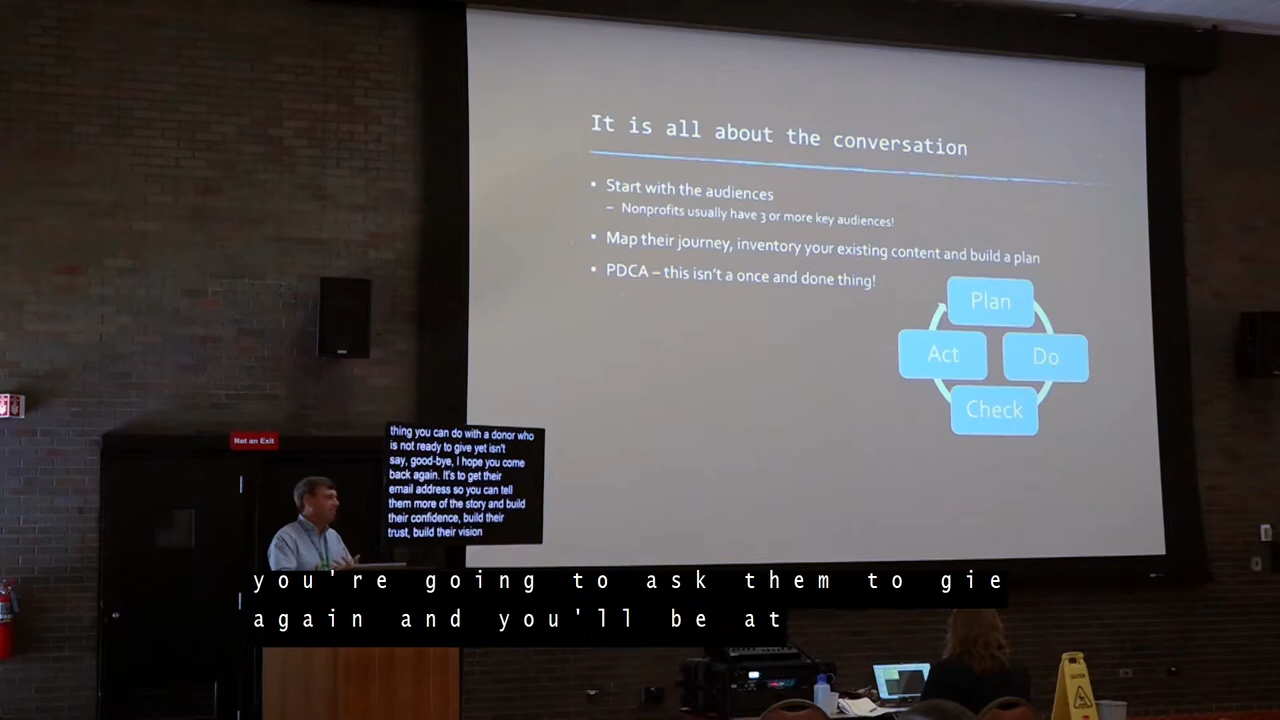 It is all about the conversation
• Start with the audiences
– Nonprofits usually have 3 or more key audiences!
• Map their journey, inventory your existing content and build a plan
• PDCA – this isn't a once and done thing!
Plan
Act
Do
Check
Not an Exit
thing you can do with a donor who
is not ready to give yet isn't
say, good-bye, I hope you come
back again. It's to get their
email address so you can tell
them more of the story and build
their confidence, build their
trust, build their vision
you're going to ask them to gie
again and you'll be at
CAUTION